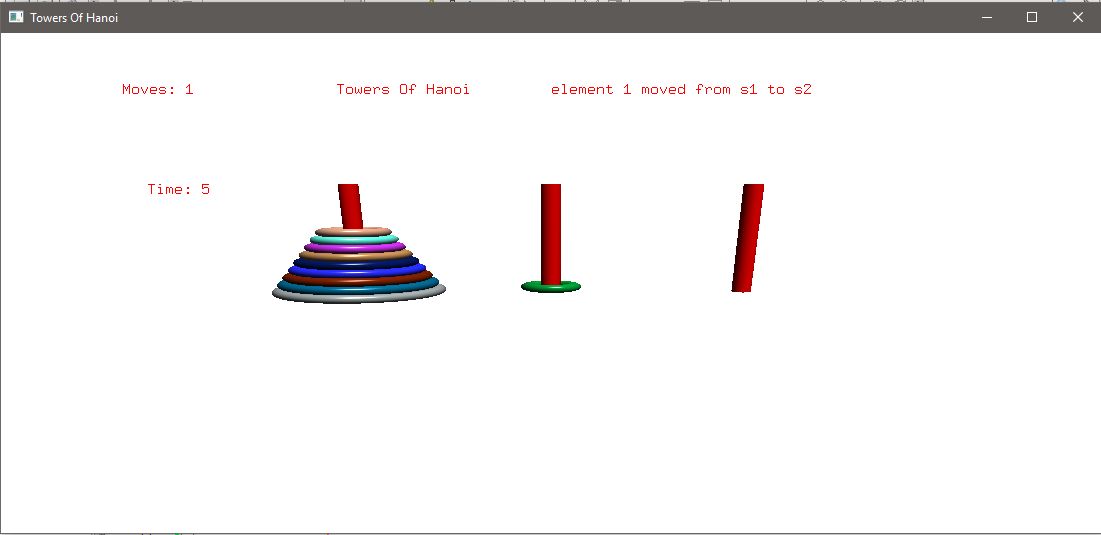 Towers Of Hanoi
Moves: 1 Towers Of Hanoi element 1 moved from s1 to s2
Time: 5